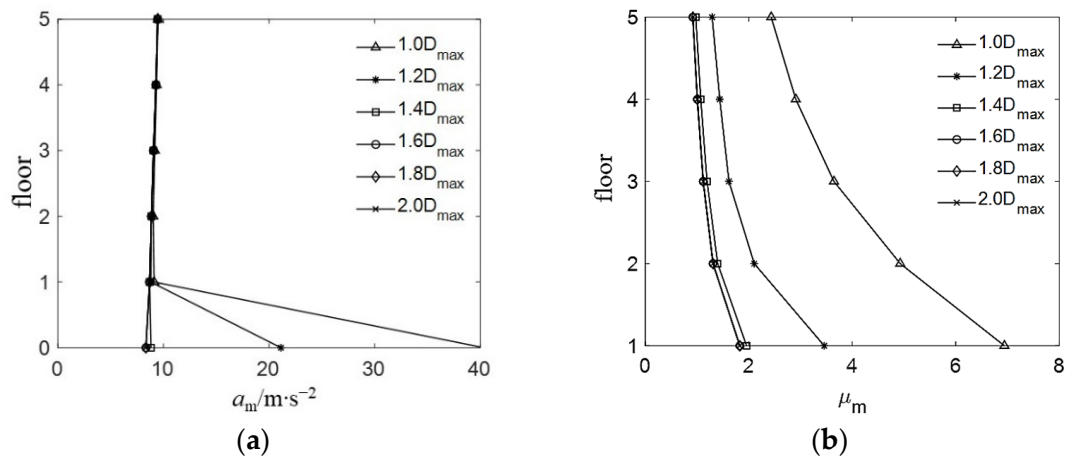 5
4
3
2
1
0
floor
0
10
20
30
40
a_m/m·s⁻²
1.0D_max
1.2D_max
1.4D_max
1.6D_max
1.8D_max
2.0D_max
(a)
5
4
3
2
1
floor
0
2
4
6
8
μ_m
1.0D_max
1.2D_max
1.4D_max
1.6D_max
1.8D_max
2.0D_max
(b)